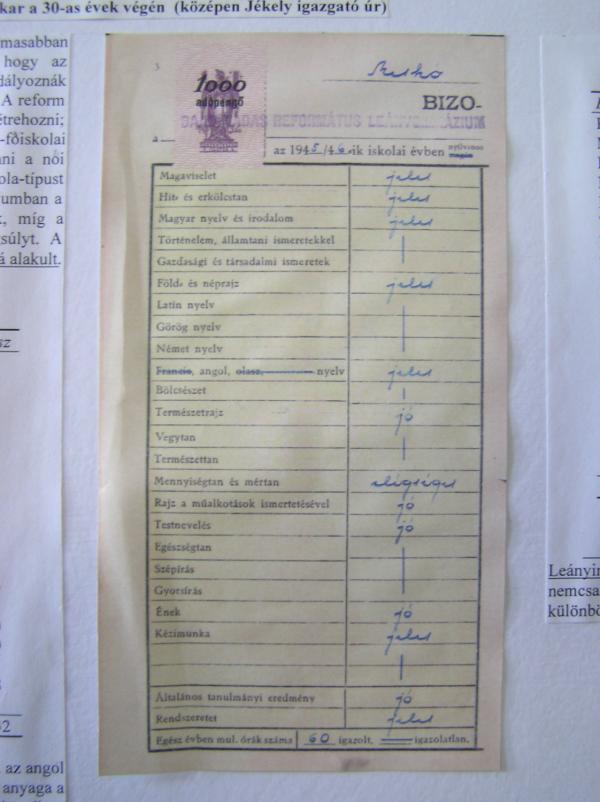 kar a 30-as évek végén (középen Jékely igazgató úr)
masabban
hogy az
dályoznák
A reform
étrehozni;
-főiskolai
ani a női
ola-típust
umban a
k, míg a
súlyt. A
á alakult.
1000
adópengő
BIZO-
REFORMÁTUS
a
az 1945/46-ik iskolai évben nyilvános
Magaviselet jeles
Hit- és erkölcstan jeles
Magyar nyelv és irodalom jeles
Történelem, államtani ismeretekkel
Gazdasági és társadalmi ismeretek
Föld- és néprajz jeles
Latin nyelv
Görög nyelv
Német nyelv
Francia, angol, olasz, nyelv jeles
Bölcsészet
Természetrajz jó
Vegytan
Természettan
Mennyiségtan és mértan elégséges
Rajz a műalkotások ismertetésével jó
Testnevelés jó
Egészségtan
Szépírás
Gyorsírás
Ének jó
Kézimunka jeles
Általános tanulmányi eredmény jó
Rendszeretet jeles
Egész évben mul. órák száma 60 igazolt, igazolatlan.
az angol
anyaga a
Leányin
nemcsa
különbö